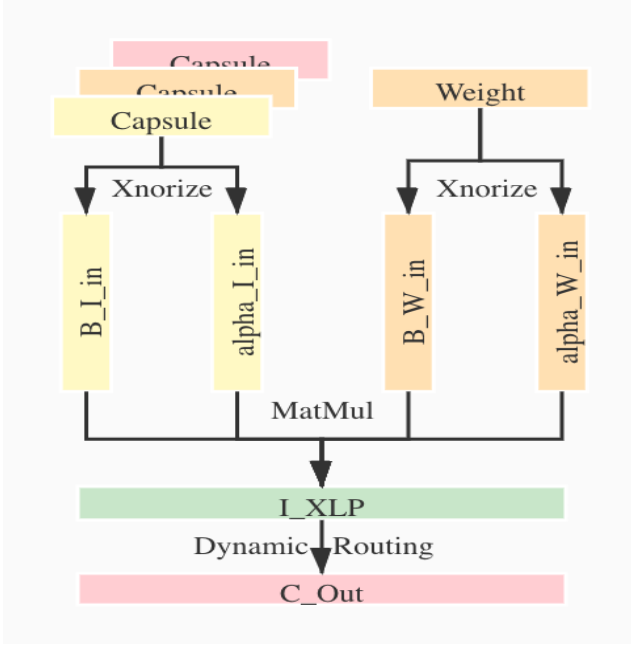 Capsule
Capsule
Capsule
Weight
Xnorize
Xnorize
B_I_in
alpha_I_in
B_W_in
alpha_W_in
MatMul
I_XLP
Dynamic Routing
C_Out